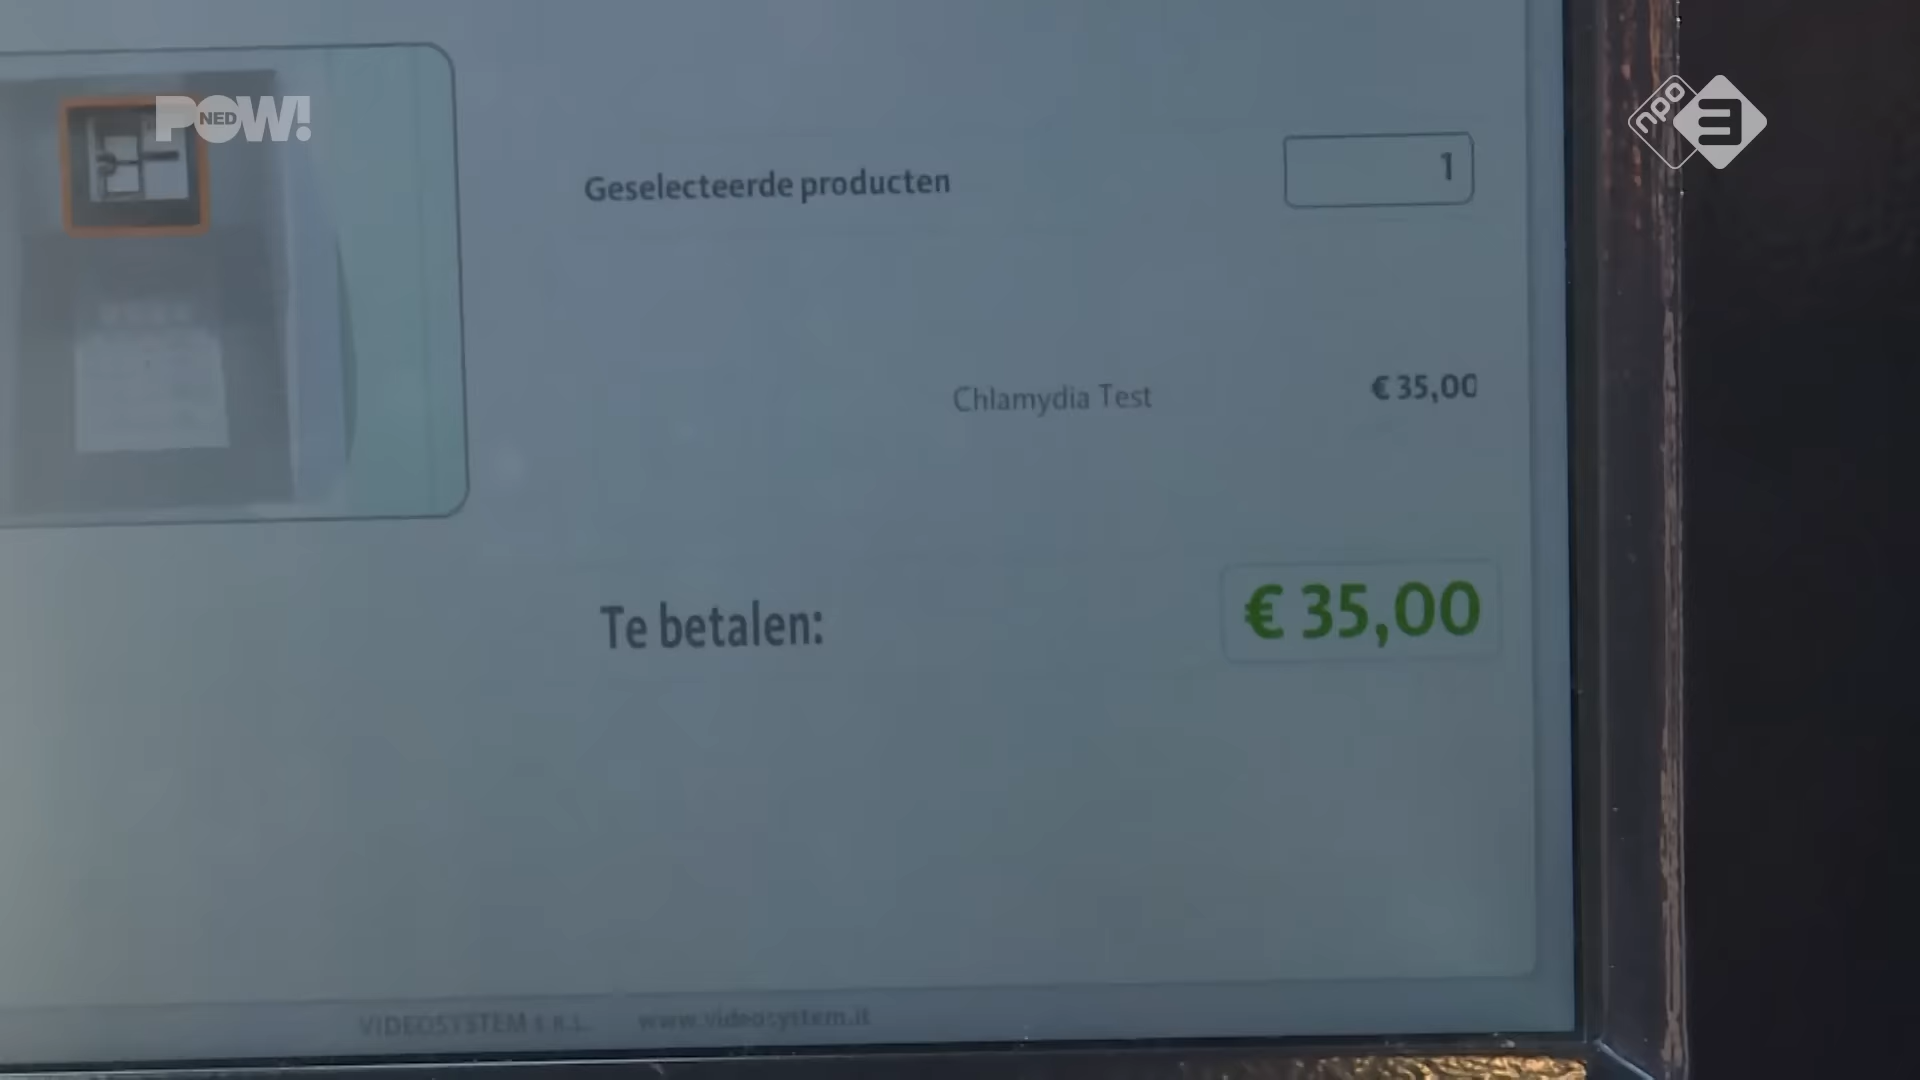 POW!
NED
npo
3
Geselecteerde producten
1
Chlamydia Test
€ 35,00
Te betalen:
€ 35,00
VIDEOSYSTEM s.r.l.
www.videosystem.it